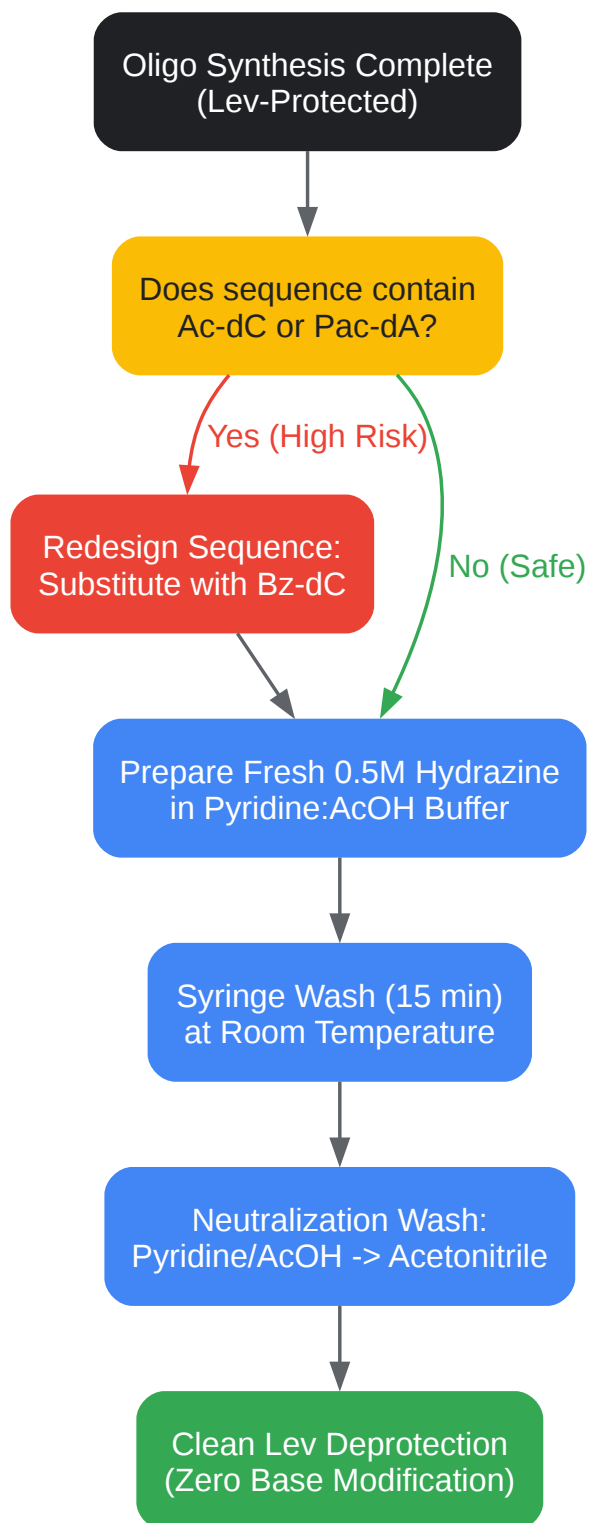 Oligo Synthesis Complete
(Lev-Protected)
Does sequence contain
Ac-dC or Pac-dA?
Yes (High Risk)
Redesign Sequence:
Substitute with Bz-dC
No (Safe)
Prepare Fresh 0.5M Hydrazine
in Pyridine:AcOH Buffer
Syringe Wash (15 min)
at Room Temperature
Neutralization Wash:
Pyridine/AcOH -> Acetonitrile
Clean Lev Deprotection
(Zero Base Modification)